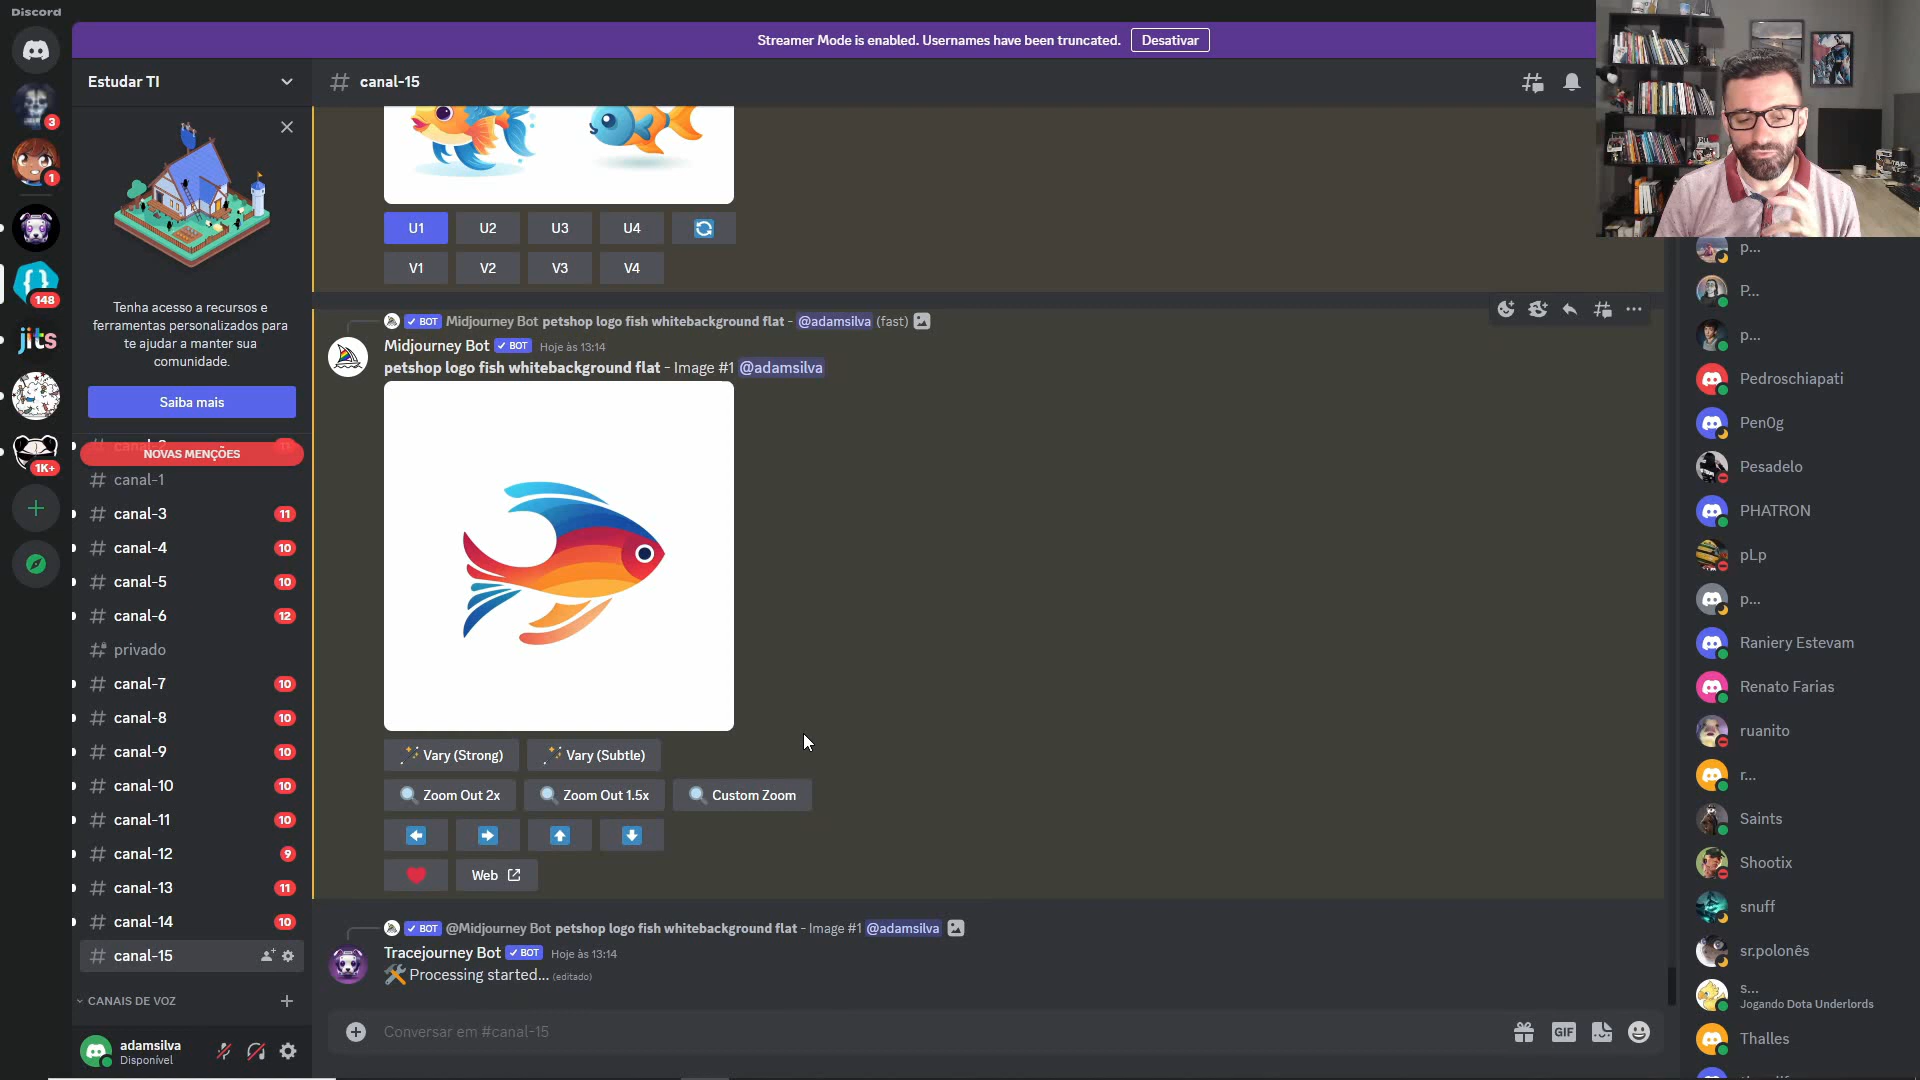 Discord
Streamer Mode is enabled. Usernames have been truncated.
Desativar
Estudar TI
canal-15
3
1
148
jits
1K+
Tenha acesso a recursos e
ferramentas personalizados para
te ajudar a manter sua
comunidade.
Saiba mais
NOVAS MENÇÕES
canal-1
canal-3
11
canal-4
10
canal-5
10
canal-6
12
privado
canal-7
10
canal-8
10
canal-9
10
canal-10
10
canal-11
10
canal-12
9
canal-13
11
canal-14
10
canal-15
CANAIS DE VOZ
adamsilva
Disponível
U1
U2
U3
U4
V1
V2
V3
V4
BOT Midjourney Bot petshop logo fish whitebackground flat - @adamsilva (fast)
Midjourney Bot BOT Hoje às 13:14
petshop logo fish whitebackground flat - Image #1 @adamsilva
Vary (Strong)
Vary (Subtle)
Zoom Out 2x
Zoom Out 1.5x
Custom Zoom
Web
BOT @Midjourney Bot petshop logo fish whitebackground flat - Image #1 @adamsilva
Tracejourney Bot BOT Hoje às 13:14
Processing started... (editado)
Conversar em #canal-15
GIF
p...
P...
p...
Pedroschiapati
Pen0g
Pesadelo
PHATRON
pLp
p...
Raniery Estevam
Renato Farias
ruanito
r...
Saints
Shootix
snuff
sr.polonês
s...
Jogando Dota Underlords
Thalles